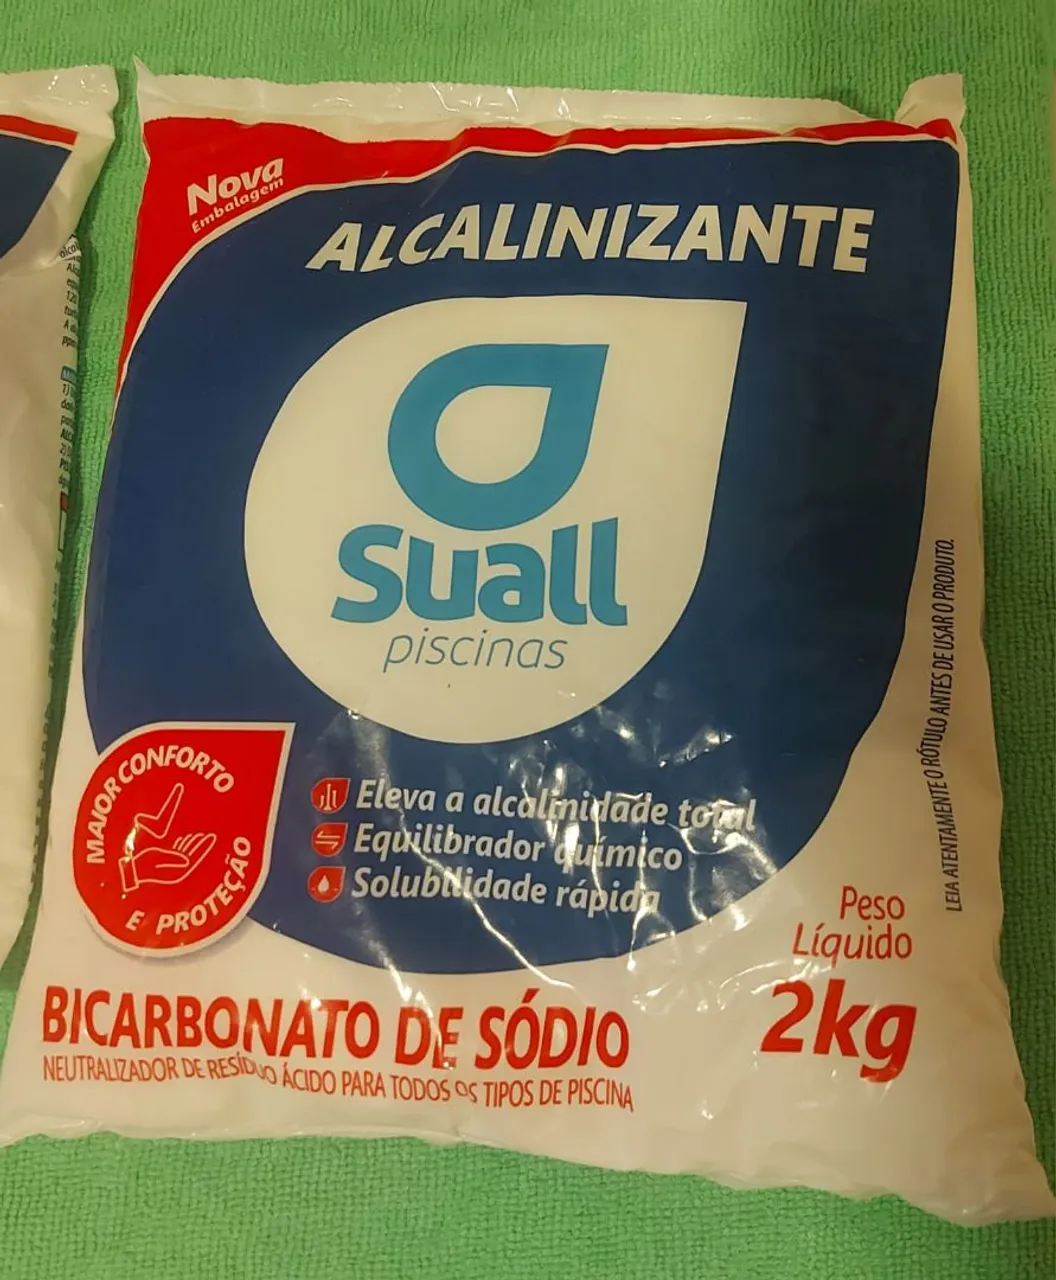 Nova
Embalagem
ALCALINIZANTE
Suall
piscinas
MAIOR CONFORTO
E PROTEÇÃO
Eleva a alcalinidade total
Equilibrador químico
Solubilidade rápida
Peso
Líquido
2kg
BICARBONATO DE SÓDIO
NEUTRALIZADOR DE RESÍDUO ÁCIDO PARA TODOS OS TIPOS DE PISCINA
LEIA ATENTAMENTE O RÓTULO ANTES DE USAR O PRODUTO.